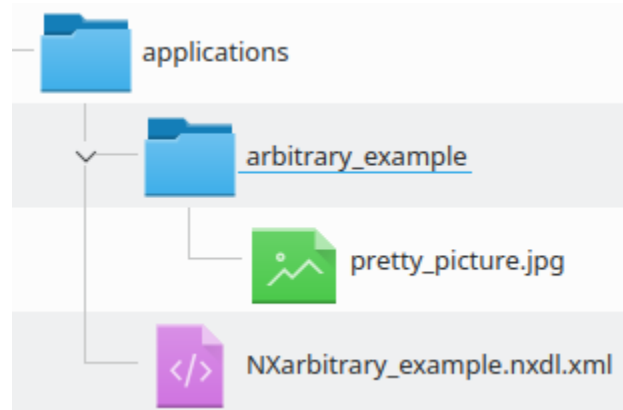 applications
arbitrary_example
pretty_picture.jpg
NXarbitrary_example.nxdl.xml